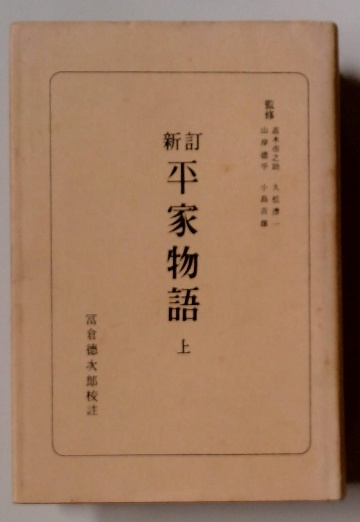 監修 高木市之助 久松潜一
山岸徳平 小島吉雄
新訂
平家物語
上
冨倉徳次郎校註